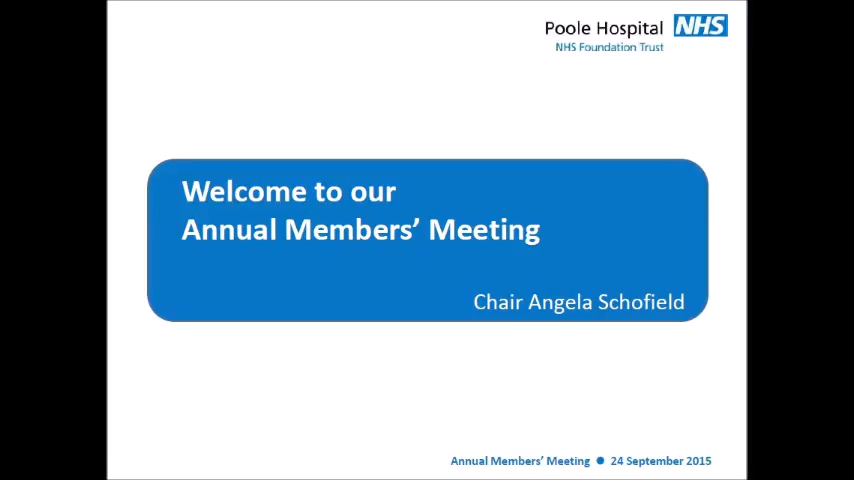 Poole Hospital NHS
NHS Foundation Trust
Welcome to our
Annual Members’ Meeting
Chair Angela Schofield
Annual Members’ Meeting ● 24 September 2015